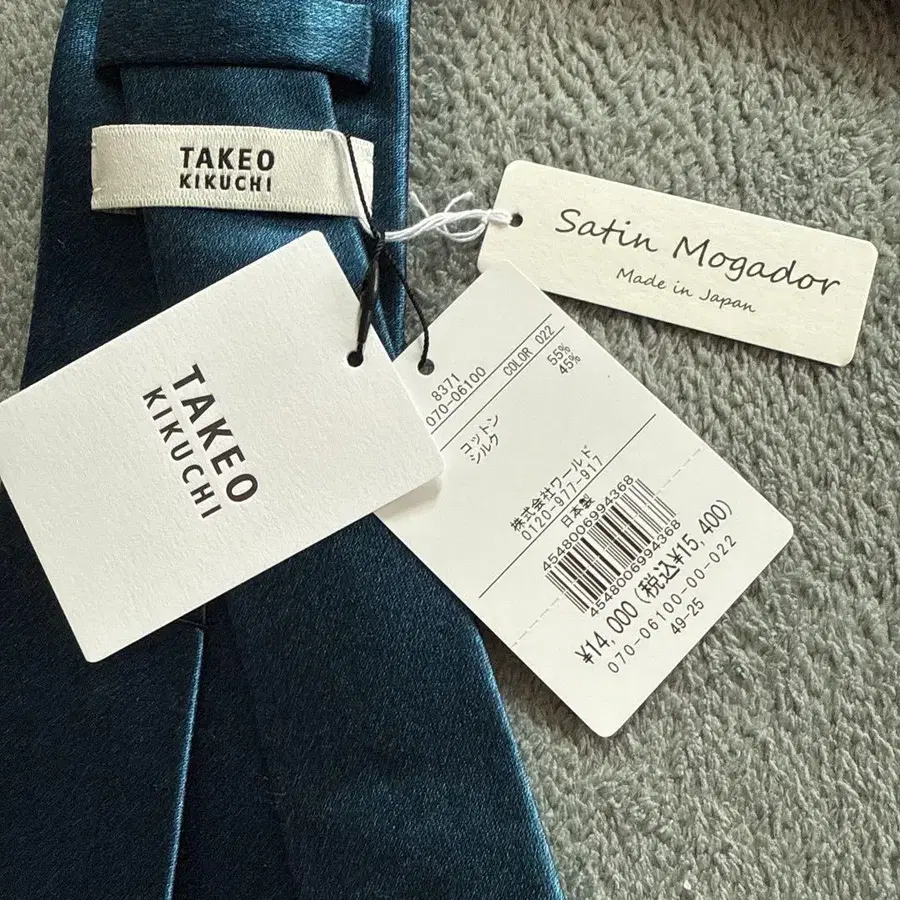 TAKEO
KIKUCHI
Satin Mogador
Made in Japan
TAKEO
KIKUCHI
8371
070-06100 COLOR 022
コットン 55%
シルク 45%
株式会社ワールド
0120-977-917
日本製
4548006994368
4548006994368
¥14,000(税込¥15,400)
070-06100-00-022
49-25